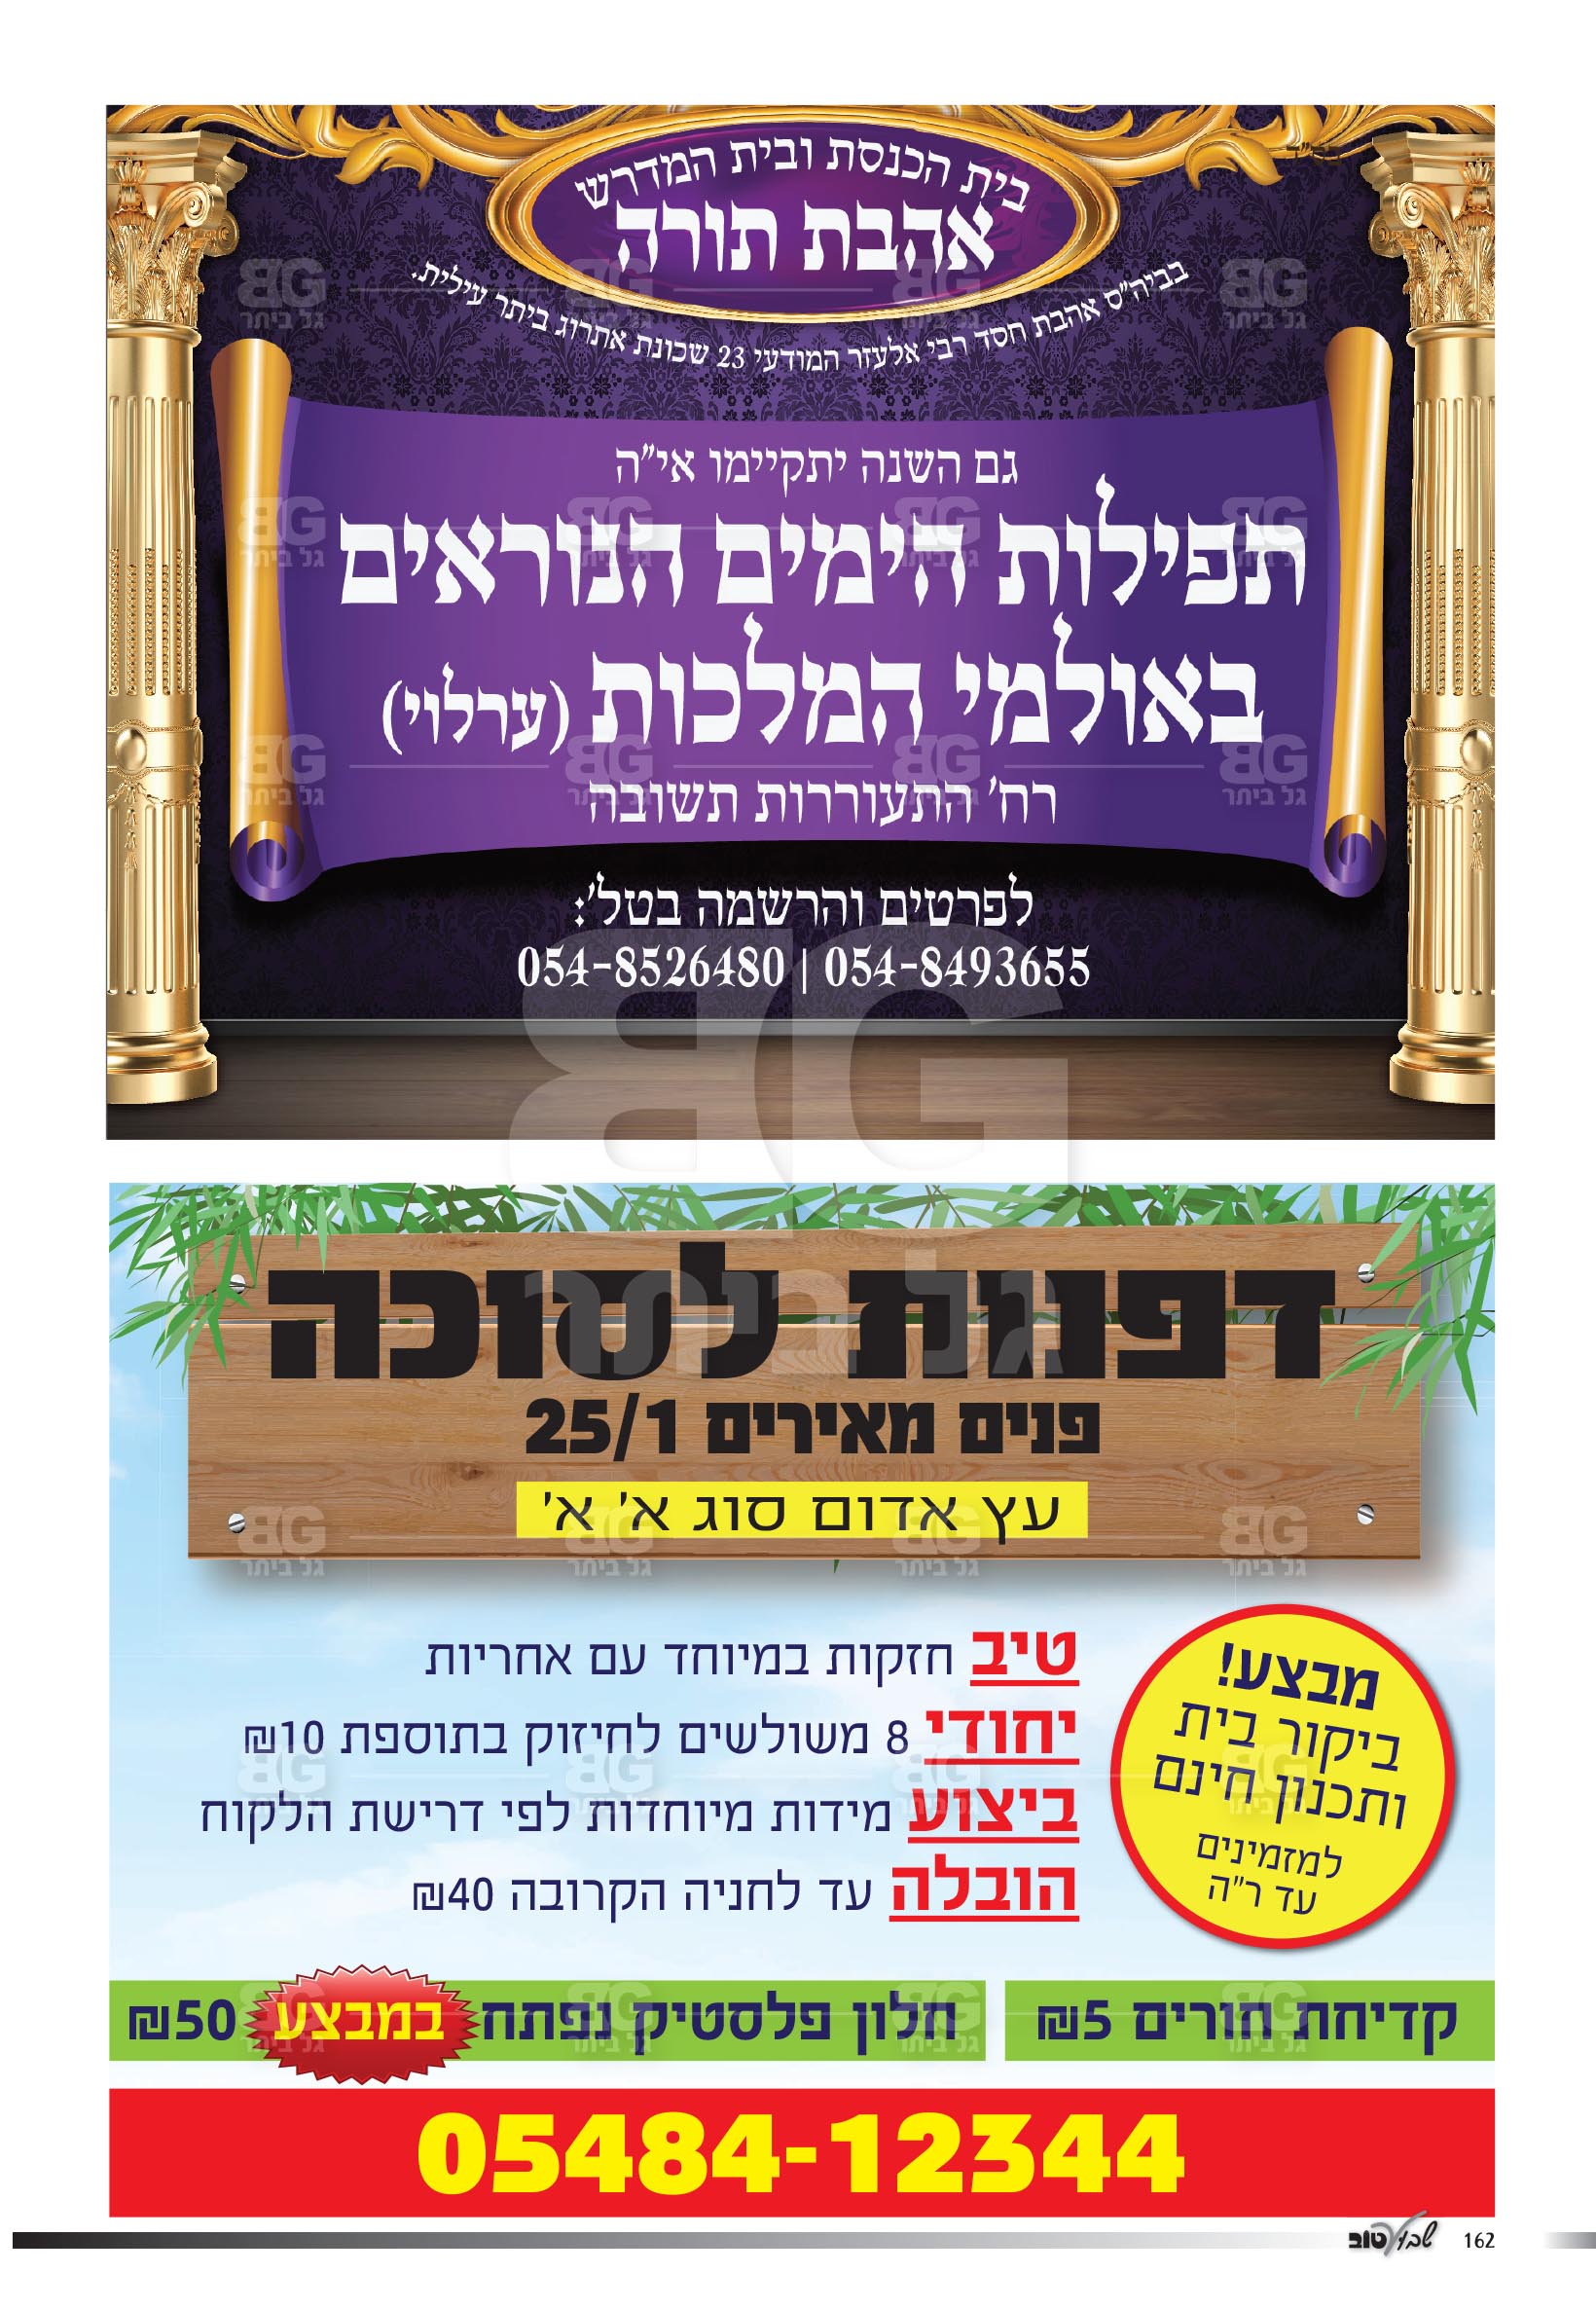 בס"ד
בית הכנסת ובית המדרש
אהבת תורה
בביה"ס אהבת חסד רבי אלעזר המודעי 23 שכונת אתרוג ביתר עילית.
גם השנה יתקיימו אי"ה
תפילות הימים הנוראים
באולמי המלכות (ערלוי)
רח' התעוררות תשובה
לפרטים והרשמה בטל':
054-8526480 | 054-8493655
BG
גל ביתר
דפנות לסוכה
פנים מאירים 25/1
עץ אדום סוג א' א'
מבצע!
ביקור בית
ותכנון חינם
למזמינים
עד ר"ה
טיב חזקות במיוחד עם אחריות
יחודי 8 משולשים לחיזוק בתוספת 10₪
ביצוע מידות מיוחדות לפי דרישת הלקוח
הובלה עד לחניה הקרובה 40₪
קדיחת חורים 5₪
חלון פלסטיק נפתח במבצע 50₪
05484-12344
162 שבוע טוב